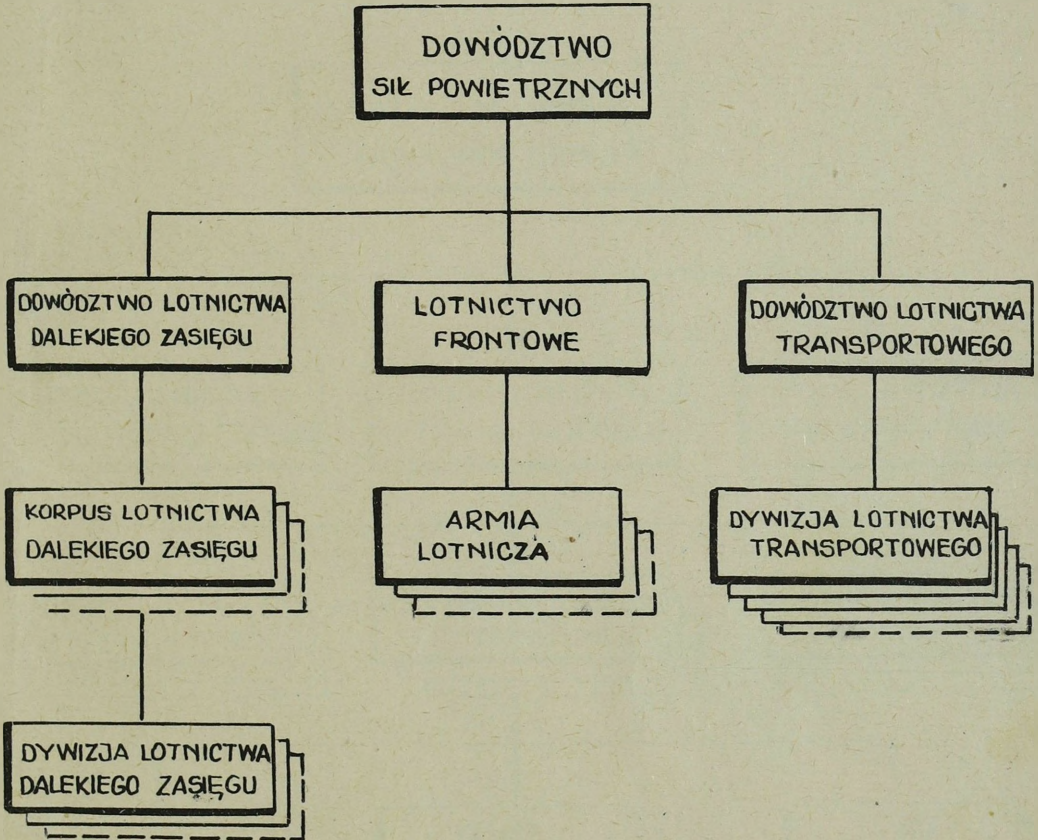 DOWÓDZTWO
SIŁ POWIETRZNYCH
DOWÓDZTWO LOTNICTWA
DALEKIEGO ZASIĘGU
LOTNICTWO
FRONTOWE
DOWÓDZTWO LOTNICTWA
TRANSPORTOWEGO
KORPUS LOTNICTWA
DALEKIEGO ZASIĘGU
ARMIA
LOTNICZA
DYWIZJA LOTNICTWA
TRANSPORTOWEGO
DYWIZJA LOTNICTWA
DALEKIEGO ZASIĘGU